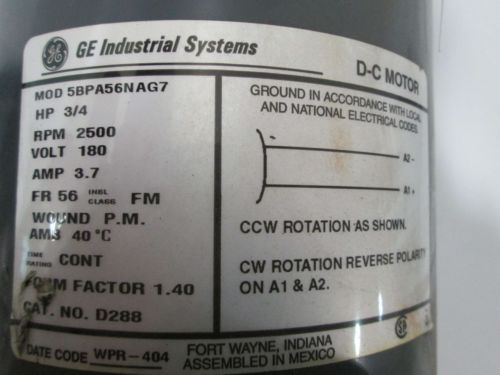 GE GE Industrial Systems
D-C MOTOR
MOD 5BPA56NAG7
HP 3/4
RPM 2500
VOLT 180
AMP 3.7
FR 56 INSL CLASS FM
WOUND P.M.
AMB 40°C
TIME RATING CONT
FORM FACTOR 1.40
CAT. NO. D288
GROUND IN ACCORDANCE WITH LOCAL
AND NATIONAL ELECTRICAL CODES.
A2 -
A1 +
CCW ROTATION AS SHOWN.
CW ROTATION REVERSE POLARITY
ON A1 & A2.
DATE CODE WPR-404
FORT WAYNE, INDIANA
ASSEMBLED IN MEXICO